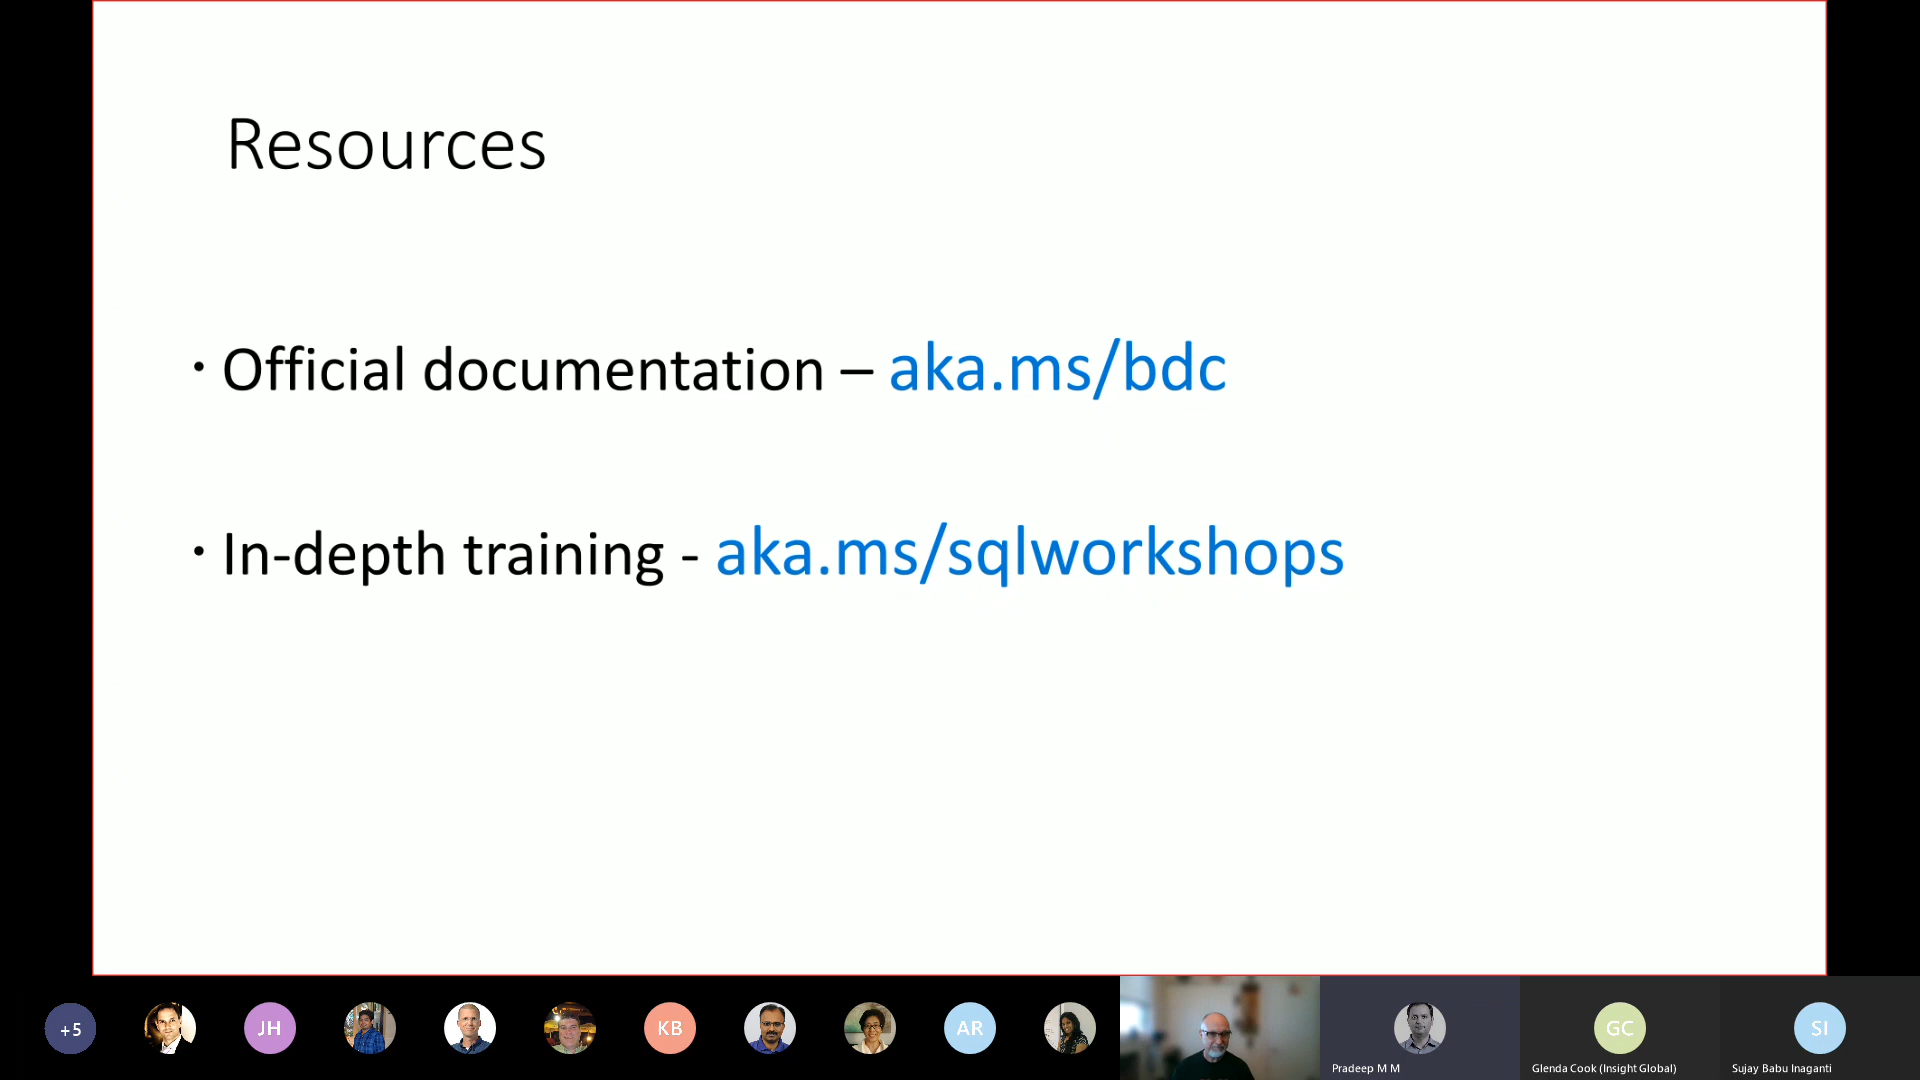 Resources
· Official documentation – aka.ms/bdc
· In-depth training - aka.ms/sqlworkshops
+5
JH
KB
AR
GC
SI
Pradeep M M
Glenda Cook (Insight Global)
Sujay Babu Inaganti